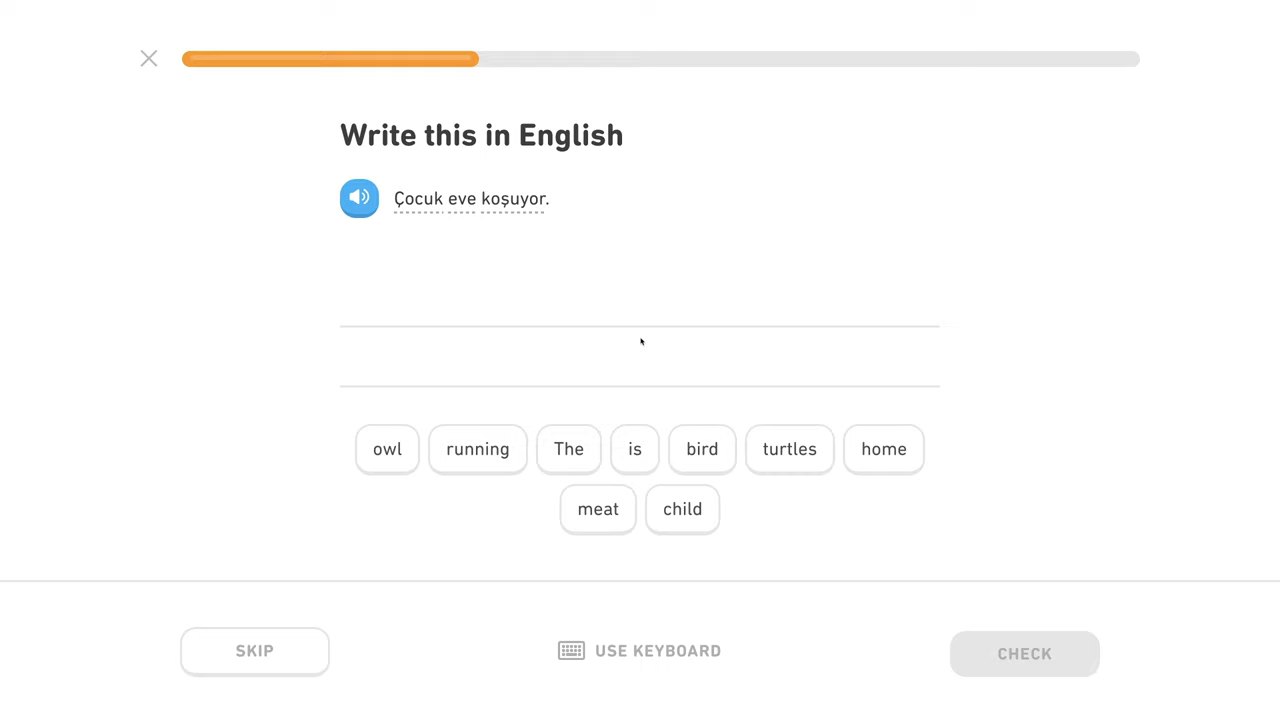 Write this in English
Çocuk eve koşuyor.
owl running The is bird turtles home
meat child
SKIP USE KEYBOARD CHECK